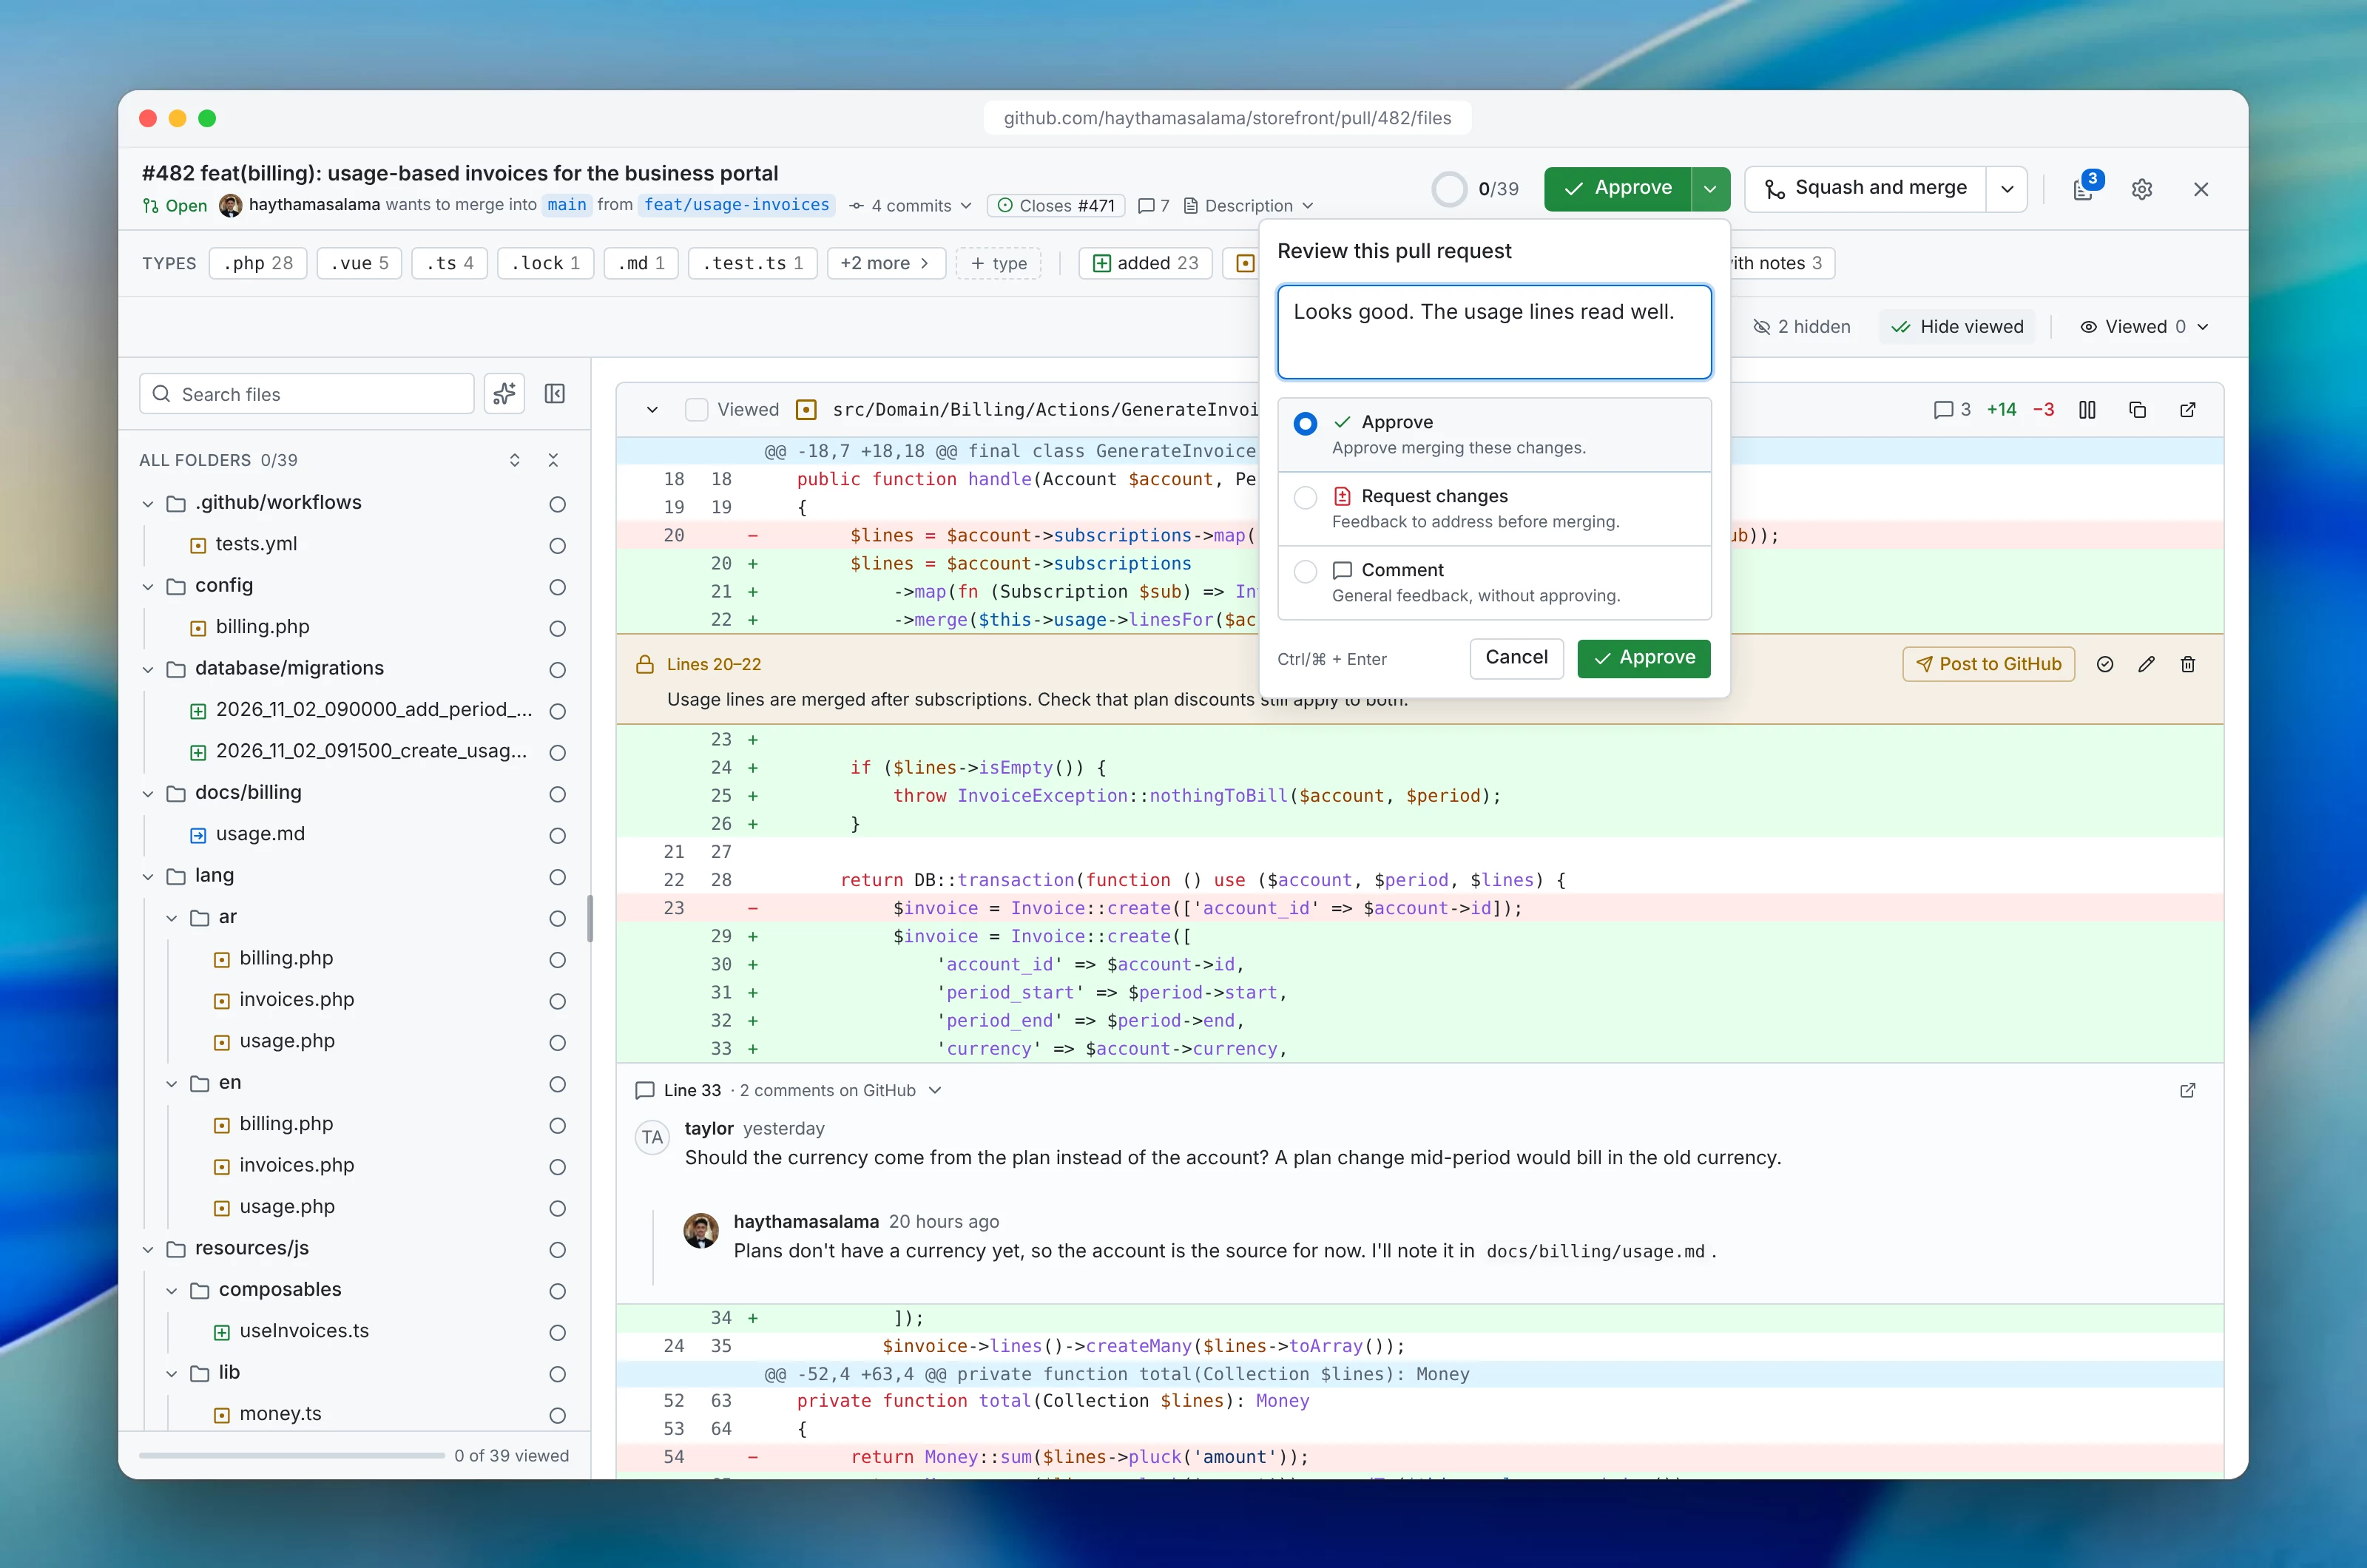 github.com/haythamasalama/storefront/pull/482/files
#482 feat(billing): usage-based invoices for the business portal
Open haythamasalama wants to merge into main from feat/usage-invoices 4 commits Closes #471 7 Description
0/39 Approve Squash and merge 3
TYPES .php 28 .vue 5 .ts 4 .lock 1 .md 1 .test.ts 1 +2 more + type added 23 notes 3
2 hidden Hide viewed Viewed 0
Review this pull request
Looks good. The usage lines read well.
Approve
Approve merging these changes.
Request changes
Feedback to address before merging.
Comment
General feedback, without approving.
Ctrl/⌘ + Enter Cancel Approve
Search files
ALL FOLDERS 0/39
.github/workflows
tests.yml
config
billing.php
database/migrations
2026_11_02_090000_add_period_...
2026_11_02_091500_create_usag...
docs/billing
usage.md
lang
ar
billing.php
invoices.php
usage.php
en
billing.php
invoices.php
usage.php
resources/js
composables
useInvoices.ts
lib
money.ts
0 of 39 viewed
Viewed src/Domain/Billing/Actions/GenerateInvoi 3 +14 −3
@@ -18,7 +18,18 @@ final class GenerateInvoice
18 18 public function handle(Account $account, Pe
19 19 {
20 − $lines = $account->subscriptions->map( ub));
20 + $lines = $account->subscriptions
21 + ->map(fn (Subscription $sub) => In
22 + ->merge($this->usage->linesFor($ac
Lines 20–22 Post to GitHub
Usage lines are merged after subscriptions. Check that plan discounts still apply to both.
23 +
24 + if ($lines->isEmpty()) {
25 + throw InvoiceException::nothingToBill($account, $period);
26 + }
21 27
22 28 return DB::transaction(function () use ($account, $period, $lines) {
23 − $invoice = Invoice::create(['account_id' => $account->id]);
29 + $invoice = Invoice::create([
30 + 'account_id' => $account->id,
31 + 'period_start' => $period->start,
32 + 'period_end' => $period->end,
33 + 'currency' => $account->currency,
Line 33 · 2 comments on GitHub
TA taylor yesterday
Should the currency come from the plan instead of the account? A plan change mid-period would bill in the old currency.
haythamasalama 20 hours ago
Plans don't have a currency yet, so the account is the source for now. I'll note it in docs/billing/usage.md .
34 + ]);
24 35 $invoice->lines()->createMany($lines->toArray());
@@ -52,4 +63,4 @@ private function total(Collection $lines): Money
52 63 private function total(Collection $lines): Money
53 64 {
54 − return Money::sum($lines->pluck('amount'));